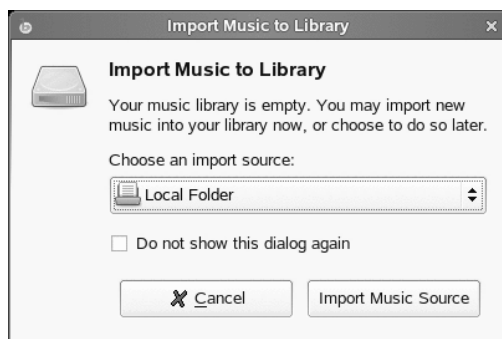 Import Music to Library
Import Music to Library
Your music library is empty. You may import new
music into your library now, or choose to do so later.
Choose an import source:
Local Folder
Do not show this dialog again
Cancel
Import Music Source